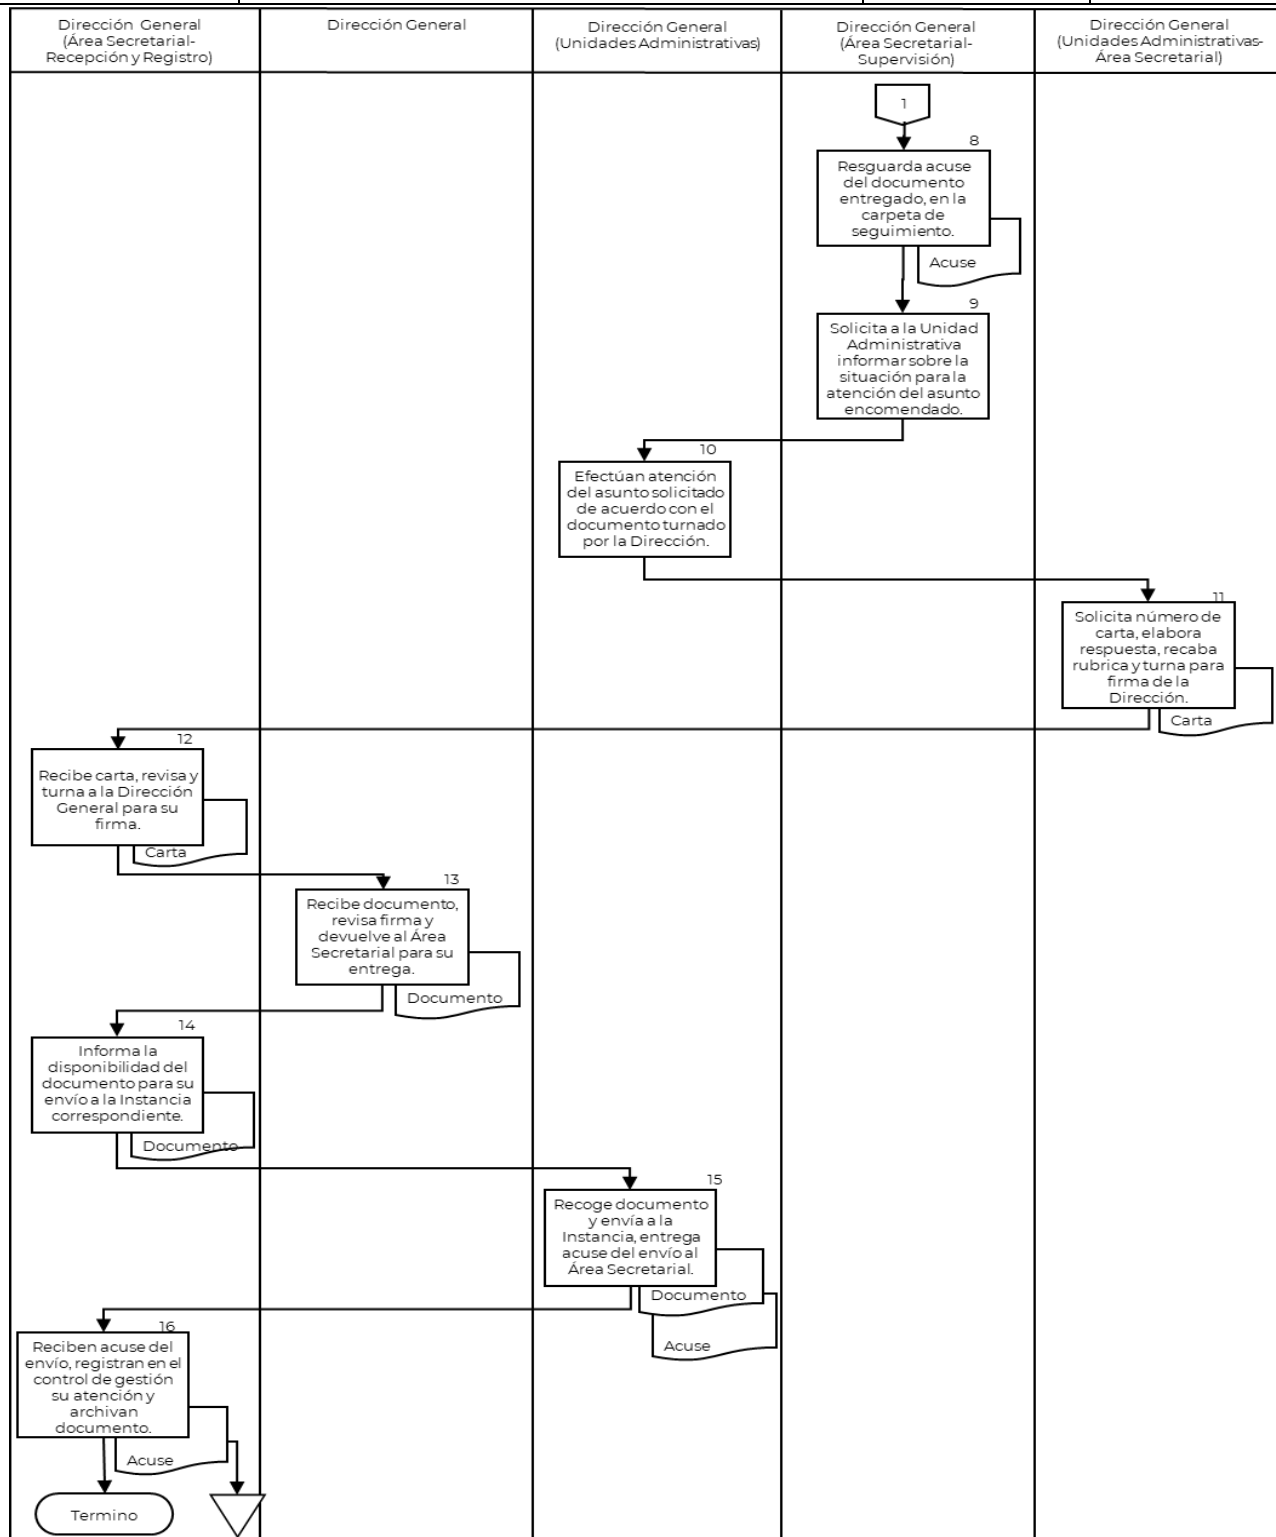 Dirección General
(Área Secretarial-
Recepción y Registro)
Dirección General
Dirección General
(Unidades Administrativas)
Dirección General
(Área Secretarial-
Supervisión)
Dirección General
(Unidades Administrativas-
Área Secretarial)
1
8
Resguarda acuse
del documento
entregado, en la
carpeta de
seguimiento.
Acuse
9
Solicita a la Unidad
Administrativa
informar sobre la
situación para la
atención del asunto
encomendado.
10
Efectúan atención
del asunto solicitado
de acuerdo con el
documento turnado
por la Dirección.
11
Solicita número de
carta, elabora
respuesta, recaba
rubrica y turna para
firma de la
Dirección.
Carta
12
Recibe carta, revisa y
turna a la Dirección
General para su
firma.
Carta
13
Recibe documento,
revisa firma y
devuelve al Área
Secretarial para su
entrega.
Documento
14
Informa la
disponibilidad del
documento para su
envío a la Instancia
correspondiente.
Documento
15
Recoge documento
y envía a la
Instancia, entrega
acuse del envío al
Área Secretarial.
Documento
Acuse
16
Reciben acuse del
envío, registran en el
control de gestión
su atención y
archivan
documento.
Acuse
Termino